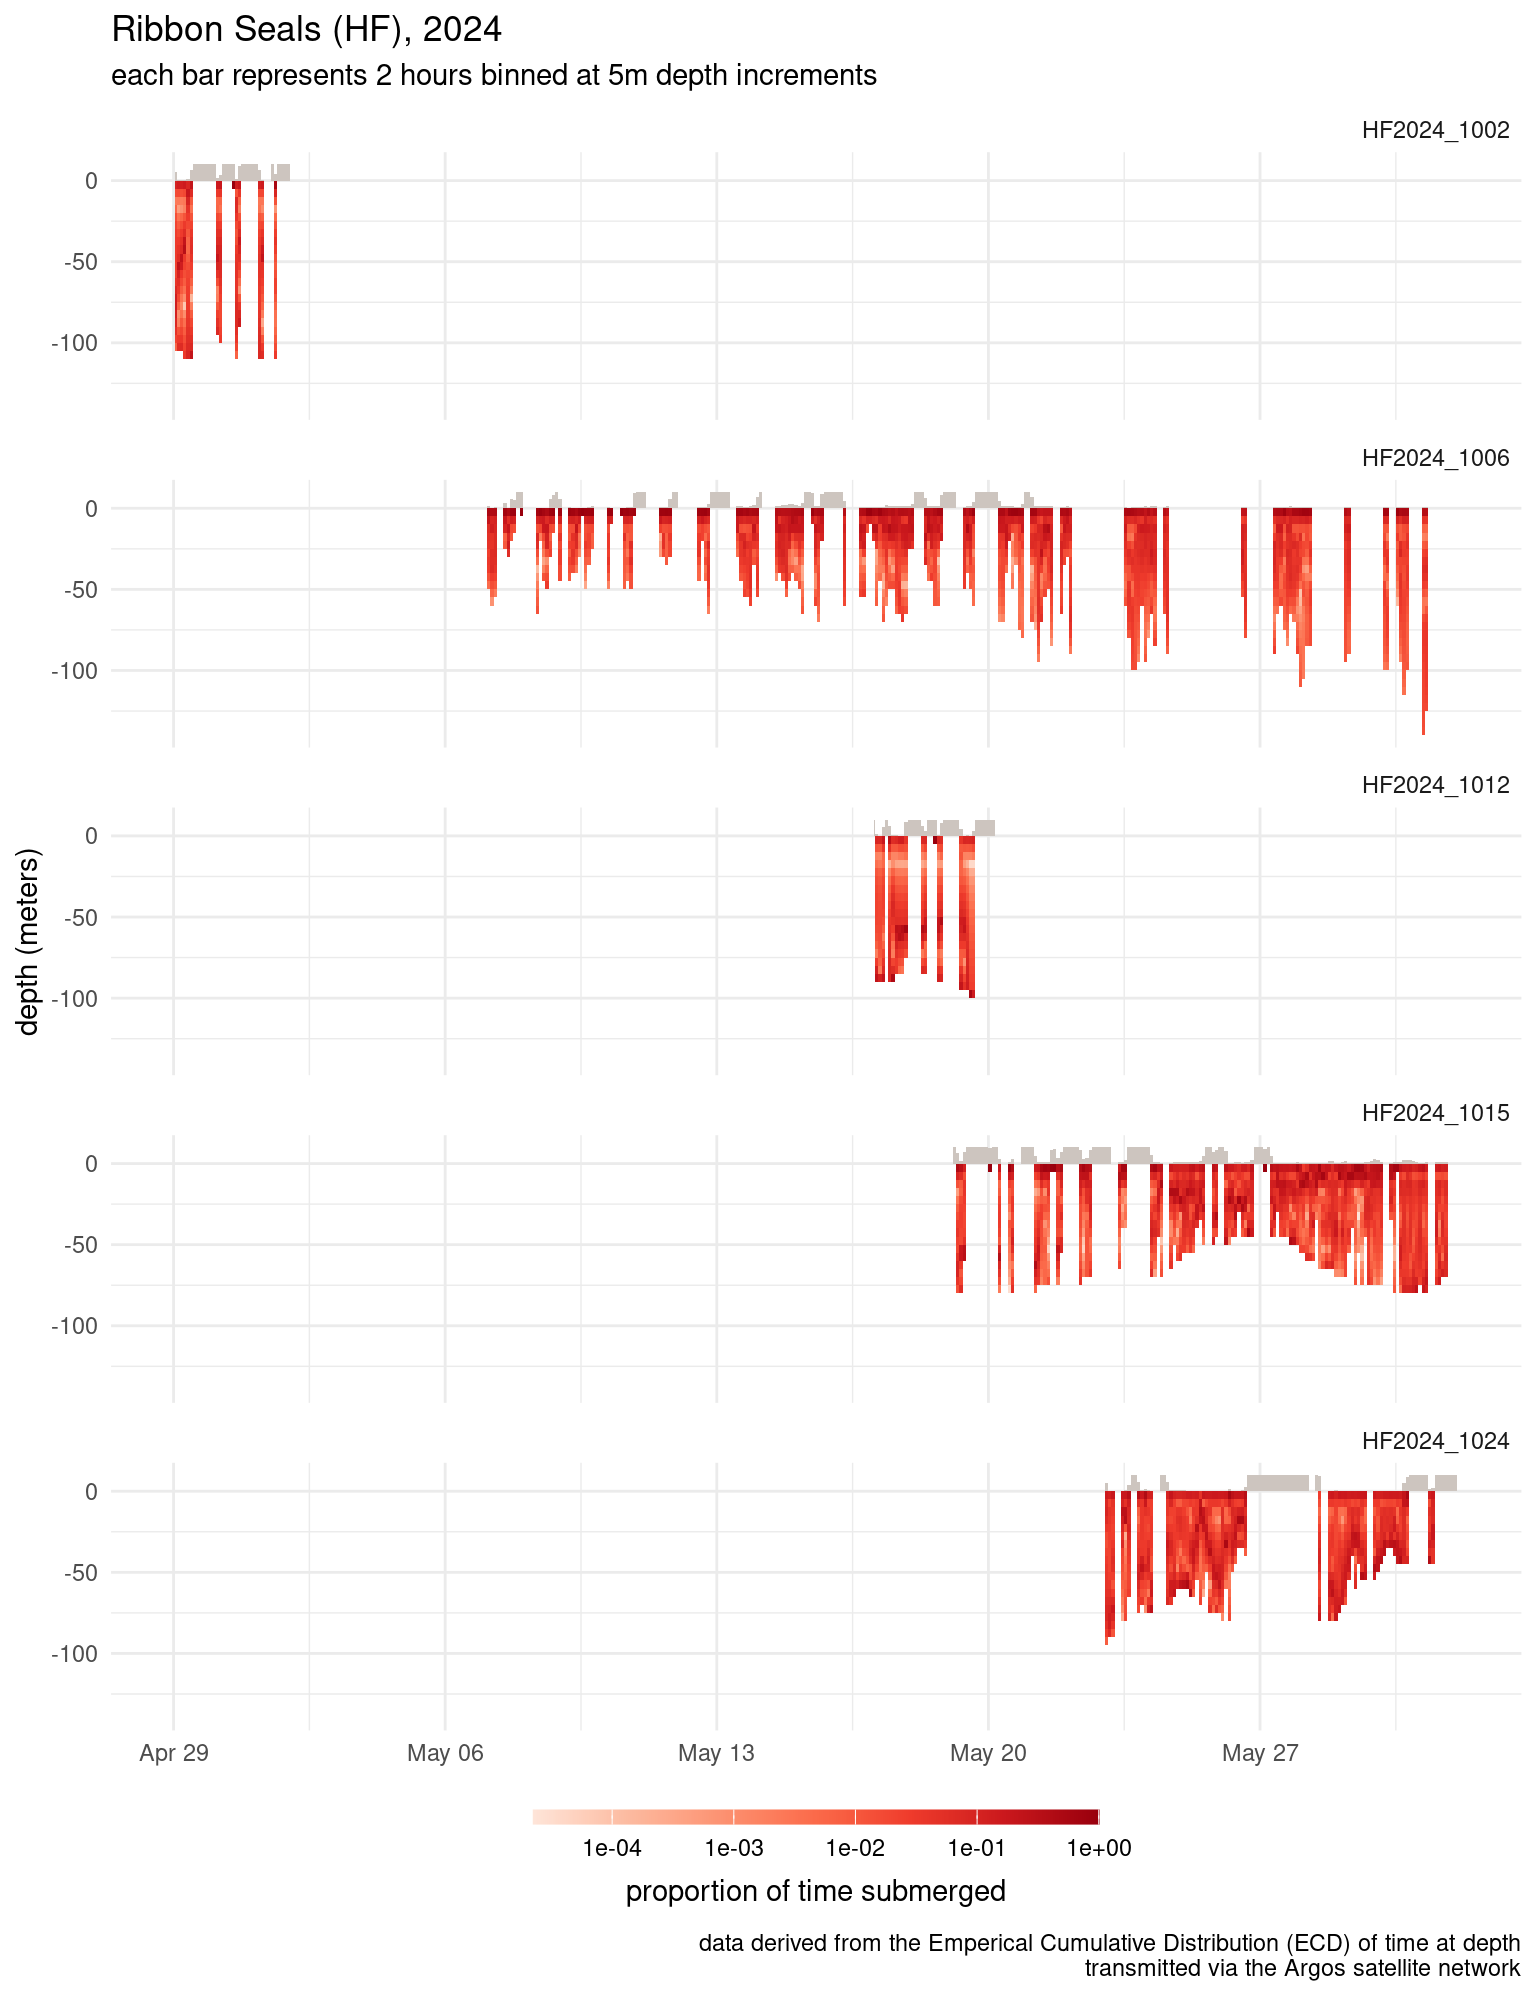 Ribbon Seals (HF), 2024
each bar represents 2 hours binned at 5m depth increments
HF2024_1002
0
-50
-100
HF2024_1006
0
-50
-100
HF2024_1012
0
-50
-100
depth (meters)
HF2024_1015
0
-50
-100
HF2024_1024
0
-50
-100
Apr 29 May 06 May 13 May 20 May 27
1e-04 1e-03 1e-02 1e-01 1e+00
proportion of time submerged
data derived from the Emperical Cumulative Distribution (ECD) of time at depth
transmitted via the Argos satellite network